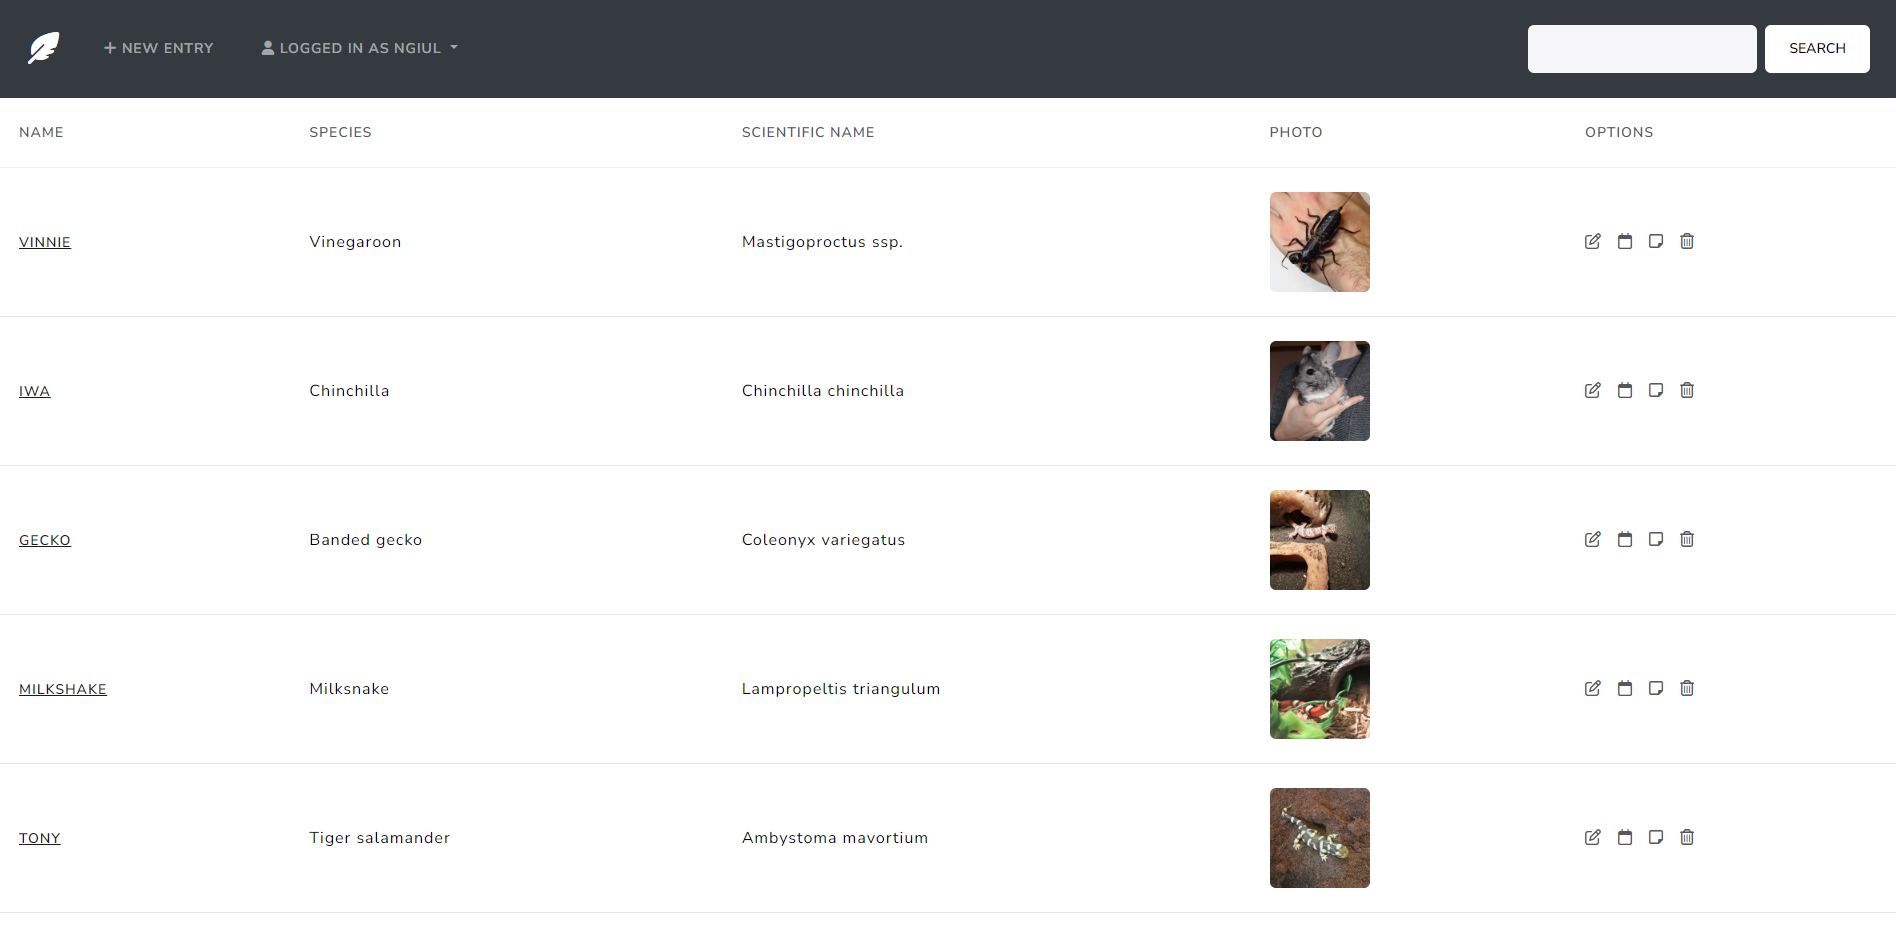 NEW ENTRY LOGGED IN AS NGIUL SEARCH
NAME SPECIES SCIENTIFIC NAME PHOTO OPTIONS
VINNIE Vinegaroon Mastigoproctus ssp.
IWA Chinchilla Chinchilla chinchilla
GECKO Banded gecko Coleonyx variegatus
MILKSHAKE Milksnake Lampropeltis triangulum
TONY Tiger salamander Ambystoma mavortium